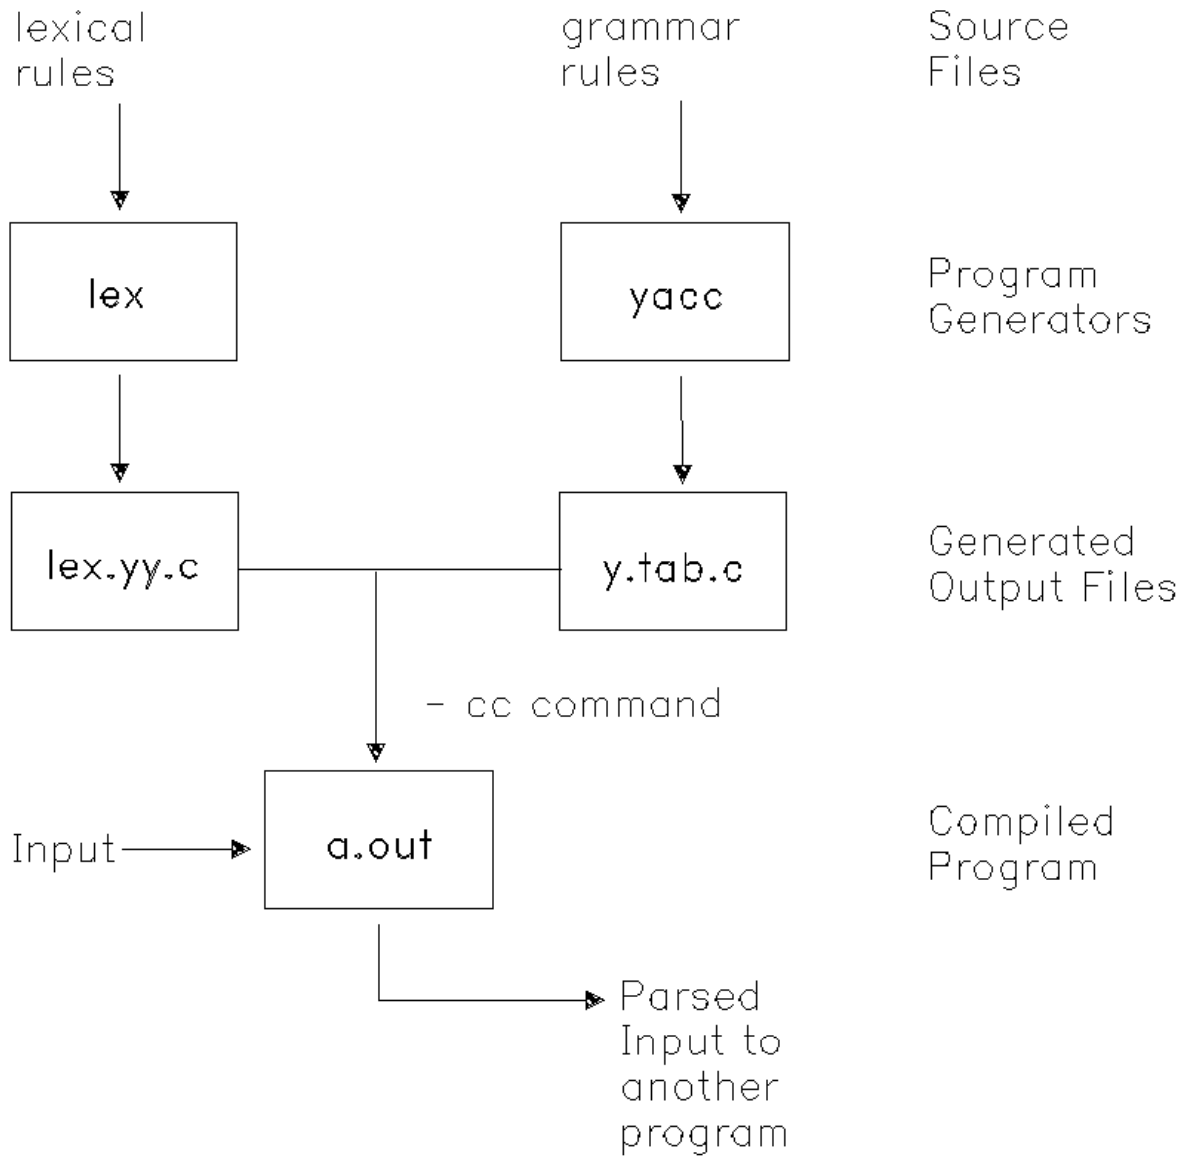 lexical
rules
grammar
rules
Source
Files
lex
yacc
Program
Generators
lex.yy.c
y.tab.c
Generated
Output Files
- cc command
Input
a.out
Compiled
Program
Parsed
Input to
another
program